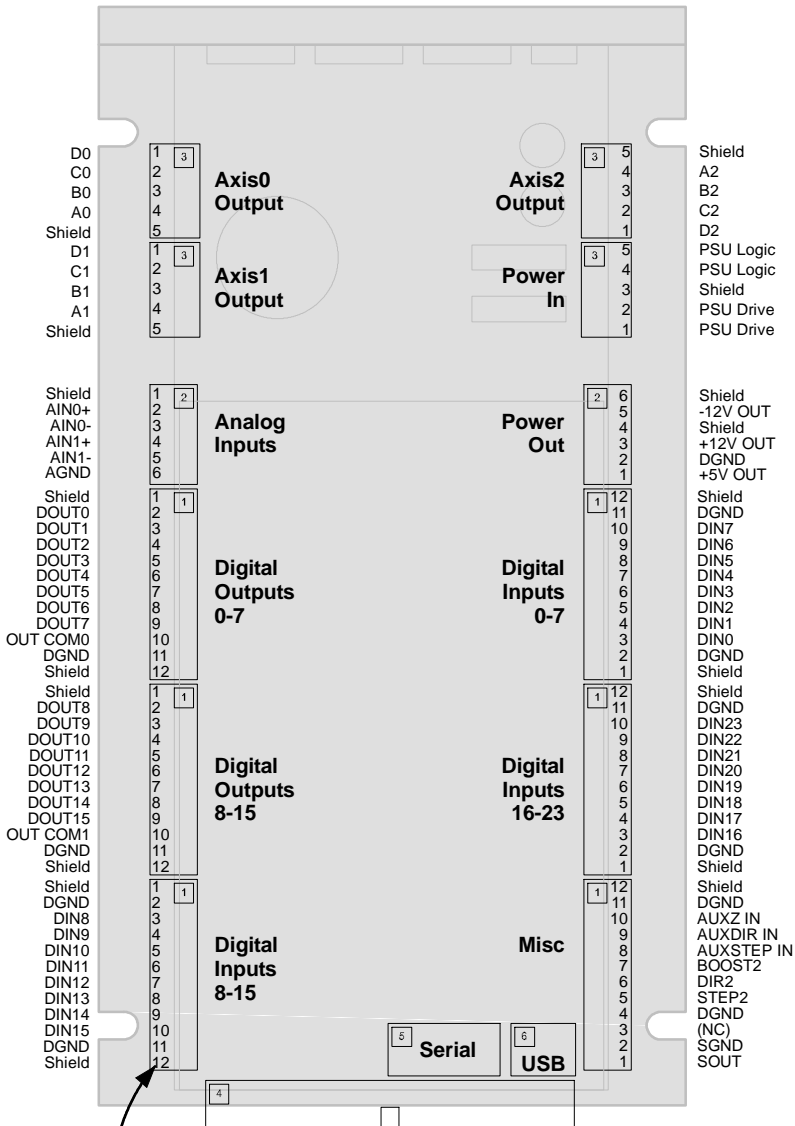 D0 1 3
C0 2
B0 3
A0 4
Shield 5
Axis0
Output
D1 1 3
C1 2
B1 3
A1 4
Shield 5
Axis1
Output
Shield 1 2
AIN0+ 2
AIN0- 3
AIN1+ 4
AIN1- 5
AGND 6
Analog
Inputs
Shield 1 1
DOUT0 2
DOUT1 3
DOUT2 4
DOUT3 5
DOUT4 6
DOUT5 7
DOUT6 8
DOUT7 9
OUT COM0 10
DGND 11
Shield 12
Digital
Outputs
0-7
Shield 1 1
DOUT8 2
DOUT9 3
DOUT10 4
DOUT11 5
DOUT12 6
DOUT13 7
DOUT14 8
DOUT15 9
OUT COM1 10
DGND 11
Shield 12
Digital
Outputs
8-15
Shield 1 1
DGND 2
DIN8 3
DIN9 4
DIN10 5
DIN11 6
DIN12 7
DIN13 8
DIN14 9
DIN15 10
DGND 11
Shield 12
Digital
Inputs
8-15
Axis2
Output
3 5 Shield
4 A2
3 B2
2 C2
1 D2
Power
In
3 5 PSU Logic
4 PSU Logic
3 Shield
2 PSU Drive
1 PSU Drive
Power
Out
2 6 Shield
5 -12V OUT
4 Shield
3 +12V OUT
2 DGND
1 +5V OUT
Digital
Inputs
0-7
1 12 Shield
11 DGND
10 DIN7
9 DIN6
8 DIN5
7 DIN4
6 DIN3
5 DIN2
4 DIN1
3 DIN0
2 DGND
1 Shield
Digital
Inputs
16-23
1 12 Shield
11 DGND
10 DIN23
9 DIN22
8 DIN21
7 DIN20
6 DIN19
5 DIN18
4 DIN17
3 DIN16
2 DGND
1 Shield
Misc
1 12 Shield
11 DGND
10 AUXZ IN
9 AUXDIR IN
8 AUXSTEP IN
7 BOOST2
6 DIR2
5 STEP2
4 DGND
3 (NC)
2 SGND
1 SOUT
5 Serial
6 USB
4